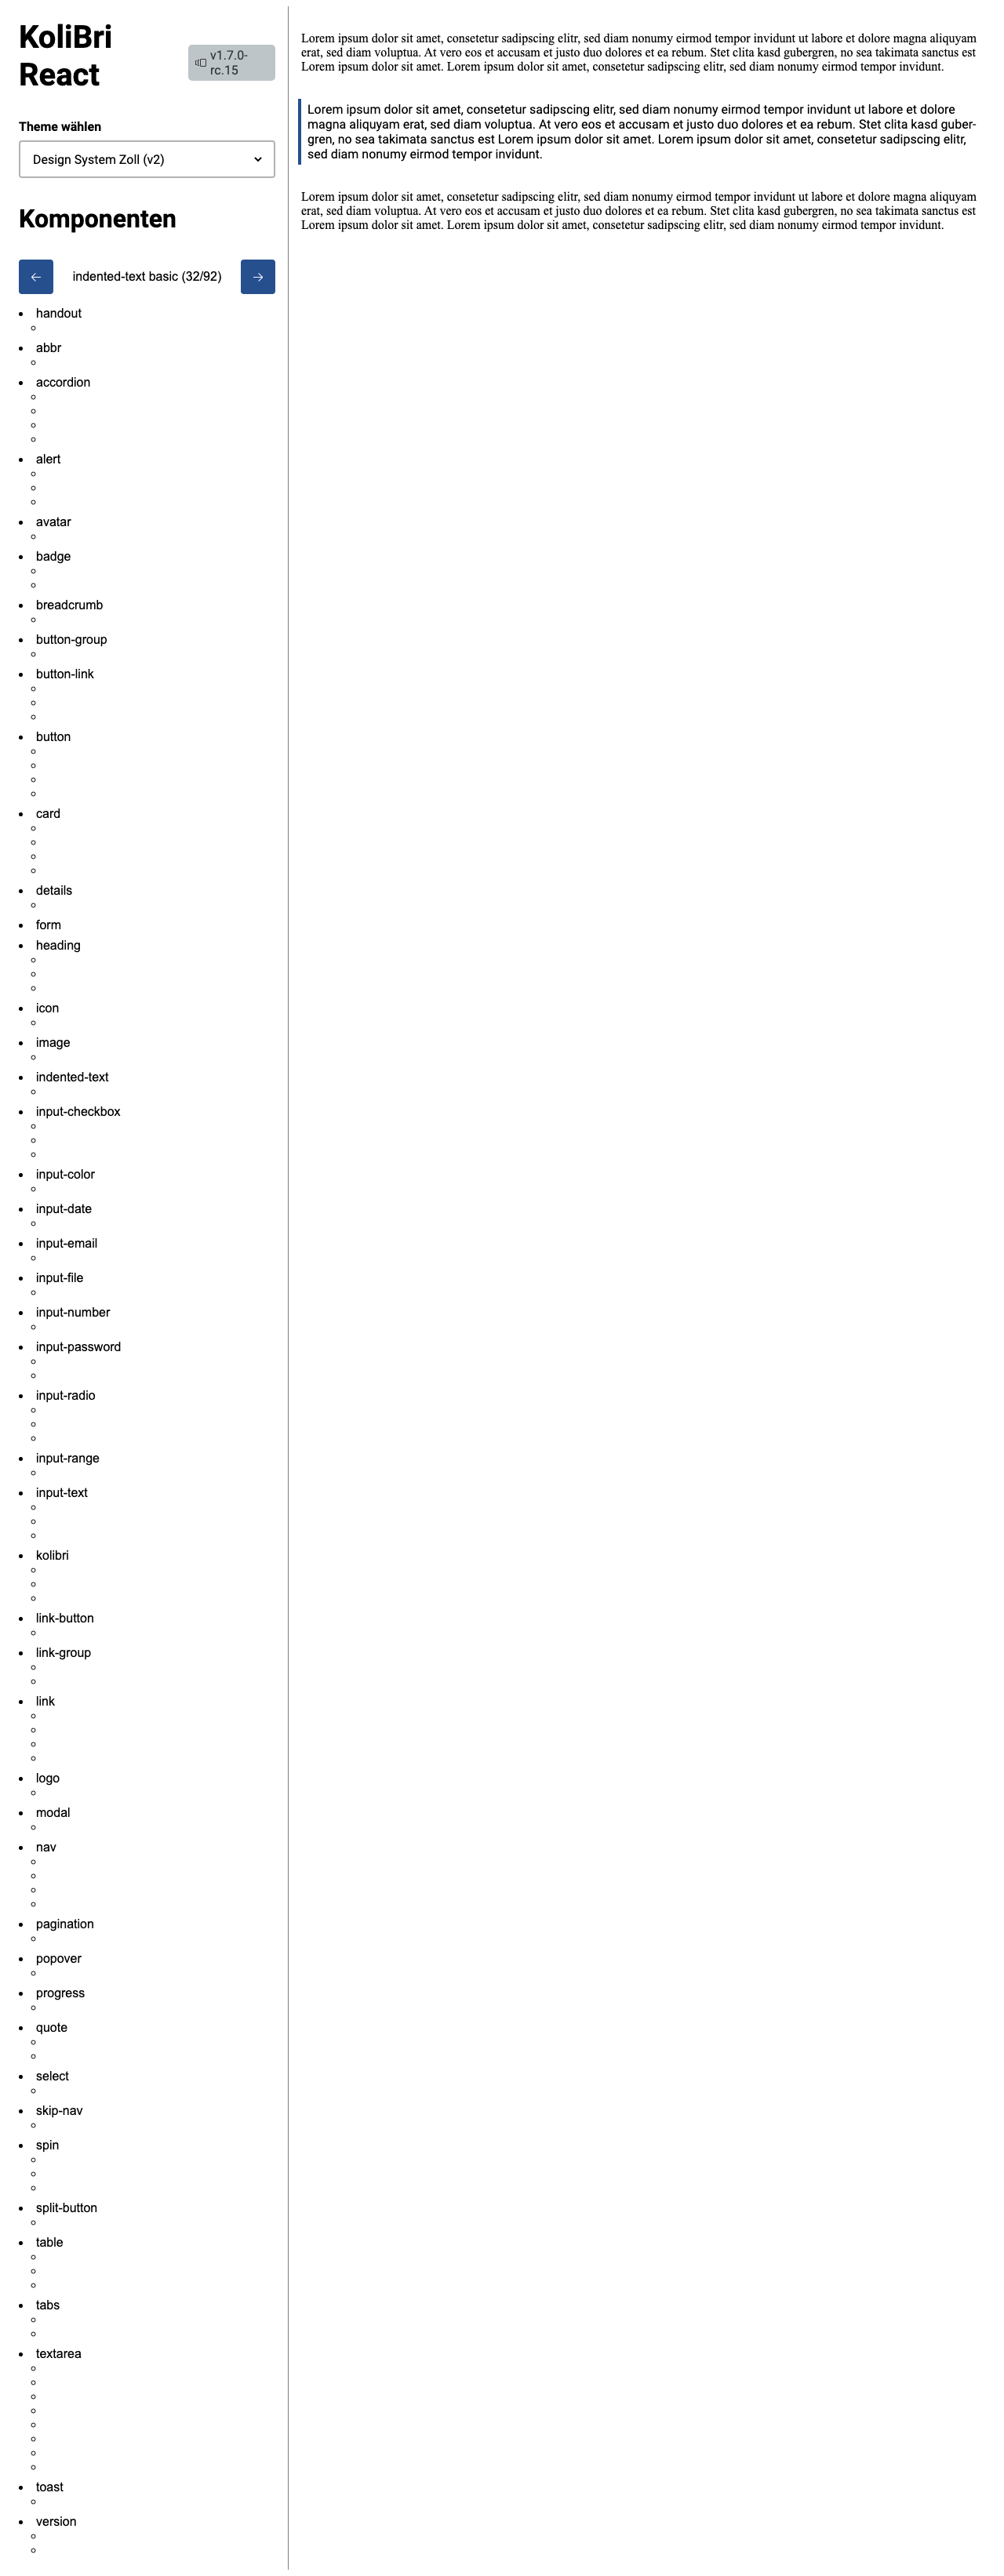 KoliBri
React
v1.7.0-
rc.15
Theme wählen
Design System Zoll (v2)
Komponenten
indented-text basic (32/92)
handout
abbr
accordion
alert
avatar
badge
breadcrumb
button-group
button-link
button
card
details
form
heading
icon
image
indented-text
input-checkbox
input-color
input-date
input-email
input-file
input-number
input-password
input-radio
input-range
input-text
kolibri
link-button
link-group
link
logo
modal
nav
pagination
popover
progress
quote
select
skip-nav
spin
split-button
table
tabs
textarea
toast
version
Lorem ipsum dolor sit amet, consetetur sadipscing elitr, sed diam nonumy eirmod tempor invidunt ut labore et dolore magna aliquyam
erat, sed diam voluptua. At vero eos et accusam et justo duo dolores et ea rebum. Stet clita kasd gubergren, no sea takimata sanctus est
Lorem ipsum dolor sit amet. Lorem ipsum dolor sit amet, consetetur sadipscing elitr, sed diam nonumy eirmod tempor invidunt.
Lorem ipsum dolor sit amet, consetetur sadipscing elitr, sed diam nonumy eirmod tempor invidunt ut labore et dolore
magna aliquyam erat, sed diam voluptua. At vero eos et accusam et justo duo dolores et ea rebum. Stet clita kasd guber-
gren, no sea takimata sanctus est Lorem ipsum dolor sit amet. Lorem ipsum dolor sit amet, consetetur sadipscing elitr,
sed diam nonumy eirmod tempor invidunt.
Lorem ipsum dolor sit amet, consetetur sadipscing elitr, sed diam nonumy eirmod tempor invidunt ut labore et dolore magna aliquyam
erat, sed diam voluptua. At vero eos et accusam et justo duo dolores et ea rebum. Stet clita kasd gubergren, no sea takimata sanctus est
Lorem ipsum dolor sit amet. Lorem ipsum dolor sit amet, consetetur sadipscing elitr, sed diam nonumy eirmod tempor invidunt.